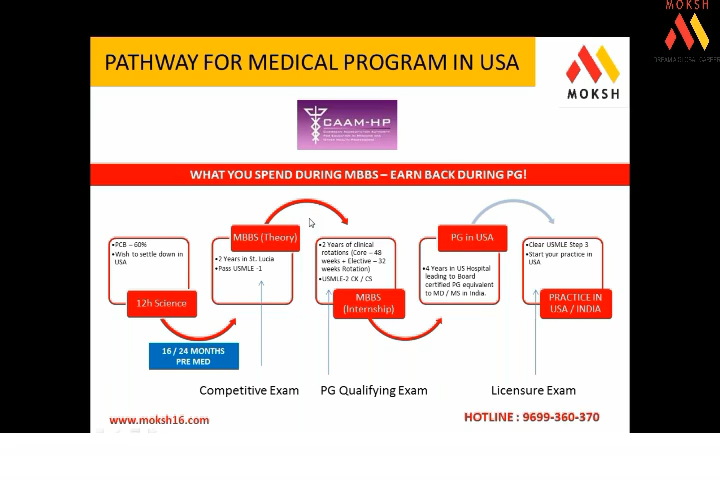 MOKSH
DREAM A GLOBAL CAREER
PATHWAY FOR MEDICAL PROGRAM IN USA
MOKSH
CAAM-HP
WHAT YOU SPEND DURING MBBS – EARN BACK DURING PG!
•PCB – 60%
•Wish to settle down in
USA
12h Science
16 / 24 MONTHS
PRE MED
MBBS (Theory)
•2 Years in St. Lucia
•Pass USMLE -1
•2 Years of clinical
rotations (Core – 48
weeks + Elective – 32
weeks Rotation)
•USMLE-2 CK / CS
MBBS
(Internship)
PG in USA
•4 Years in US Hospital
leading to Board
certified PG equivalent
to MD / MS in India.
•Clear USMLE Step 3
•Start your practice in
USA
PRACTICE IN
USA / INDIA
Competitive Exam
PG Qualifying Exam
Licensure Exam
www.moksh16.com
HOTLINE : 9699-360-370